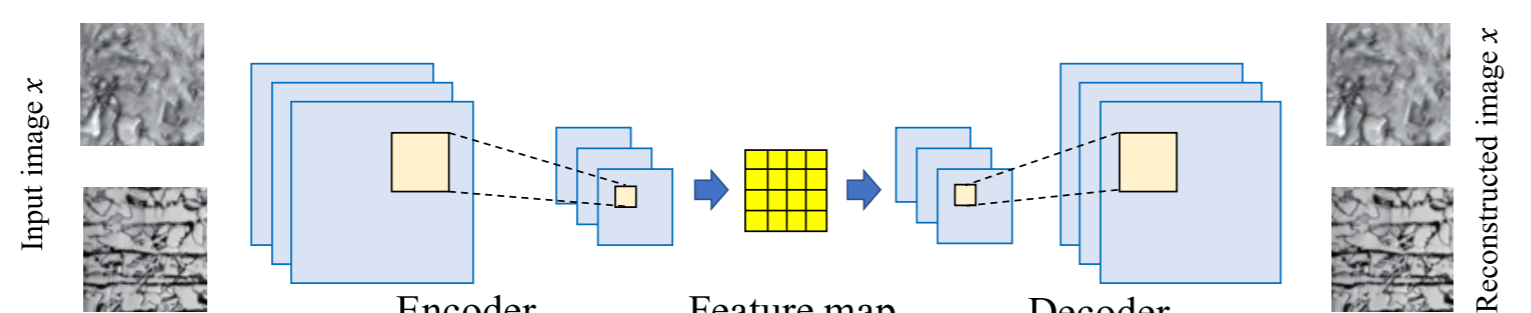 Input image x
Encoder
Feature map
Decoder
Reconstructed image x